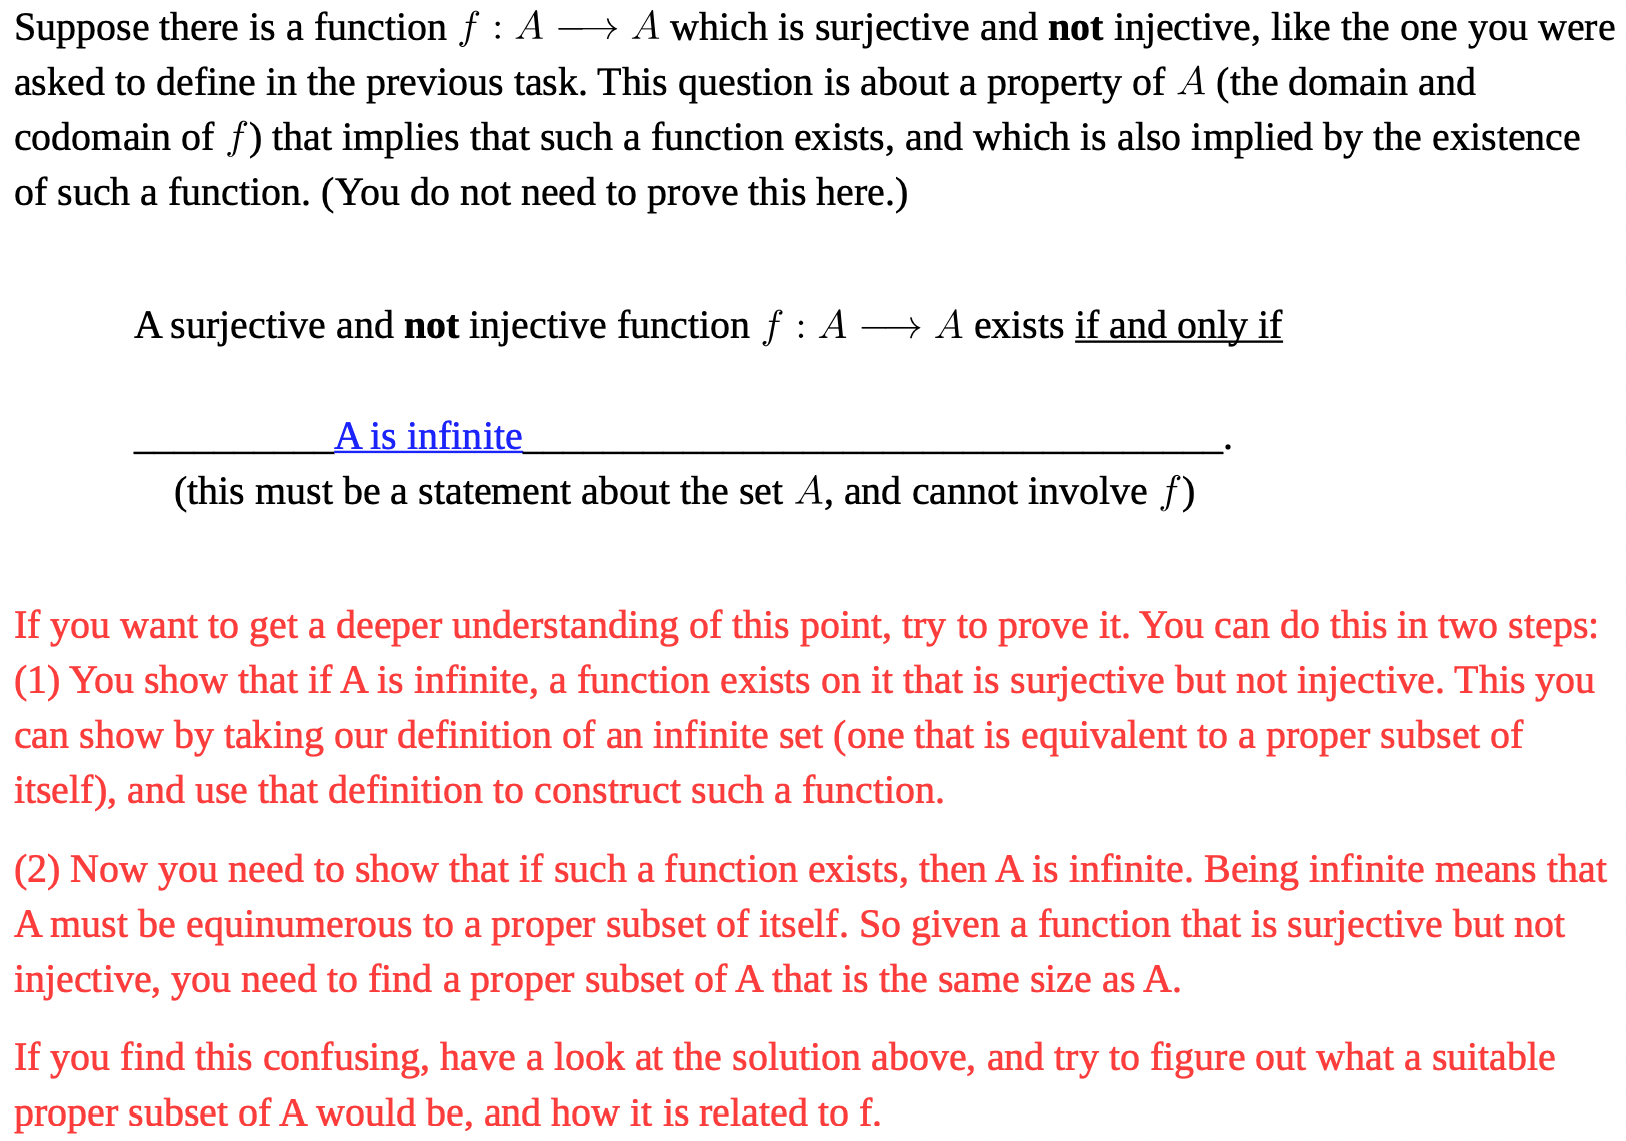 Suppose there is a function f : A ⟶ A which is surjective and not injective, like the one you were
asked to define in the previous task. This question is about a property of A (the domain and
codomain of f) that implies that such a function exists, and which is also implied by the existence
of such a function. (You do not need to prove this here.)
A surjective and not injective function f : A ⟶ A exists if and only if
__________A is infinite___________________________________.
(this must be a statement about the set A, and cannot involve f)
If you want to get a deeper understanding of this point, try to prove it. You can do this in two steps:
(1) You show that if A is infinite, a function exists on it that is surjective but not injective. This you
can show by taking our definition of an infinite set (one that is equivalent to a proper subset of
itself), and use that definition to construct such a function.
(2) Now you need to show that if such a function exists, then A is infinite. Being infinite means that
A must be equinumerous to a proper subset of itself. So given a function that is surjective but not
injective, you need to find a proper subset of A that is the same size as A.
If you find this confusing, have a look at the solution above, and try to figure out what a suitable
proper subset of A would be, and how it is related to f.